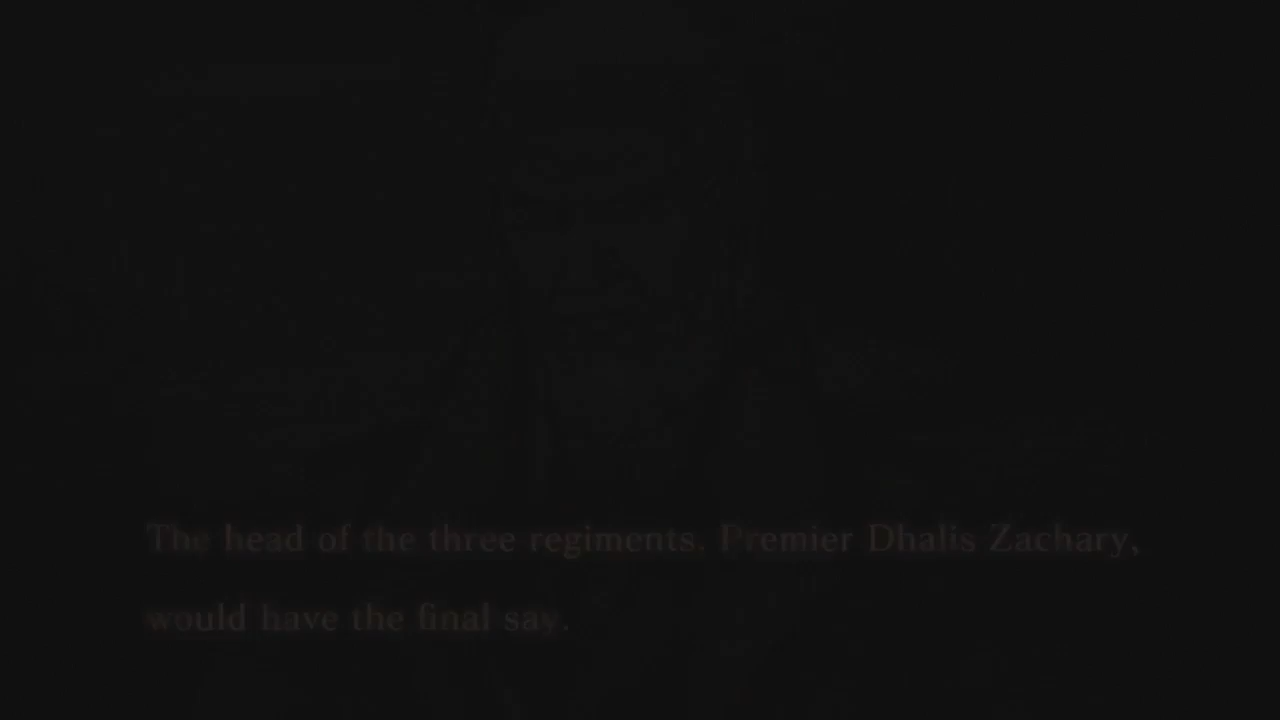 The head of the three regiments. Premier Dhalis Zachary,
would have the final say.